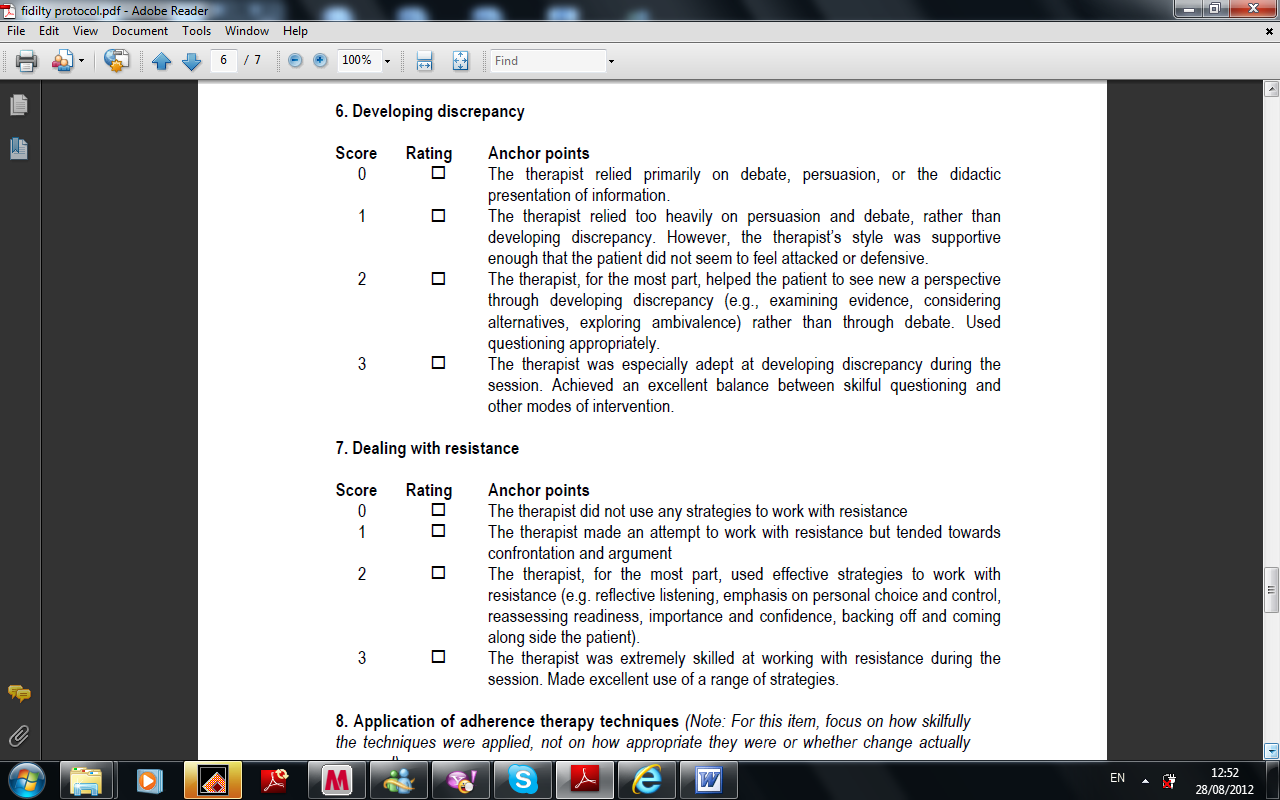 fidilty protocol.pdf - Adobe Reader
File Edit View Document Tools Window Help
6 / 7 100% Find
6. Developing discrepancy
Score Rating Anchor points
0 The therapist relied primarily on debate, persuasion, or the didactic
presentation of information.
1 The therapist relied too heavily on persuasion and debate, rather than
developing discrepancy. However, the therapist's style was supportive
enough that the patient did not seem to feel attacked or defensive.
2 The therapist, for the most part, helped the patient to see new a perspective
through developing discrepancy (e.g., examining evidence, considering
alternatives, exploring ambivalence) rather than through debate. Used
questioning appropriately.
3 The therapist was especially adept at developing discrepancy during the
session. Achieved an excellent balance between skilful questioning and
other modes of intervention.
7. Dealing with resistance
Score Rating Anchor points
0 The therapist did not use any strategies to work with resistance
1 The therapist made an attempt to work with resistance but tended towards
confrontation and argument
2 The therapist, for the most part, used effective strategies to work with
resistance (e.g. reflective listening, emphasis on personal choice and control,
reassessing readiness, importance and confidence, backing off and coming
along side the patient).
3 The therapist was extremely skilled at working with resistance during the
session. Made excellent use of a range of strategies.
8. Application of adherence therapy techniques (Note: For this item, focus on how skilfully
the techniques were applied, not on how appropriate they were or whether change actually
EN 12:52
28/08/2012